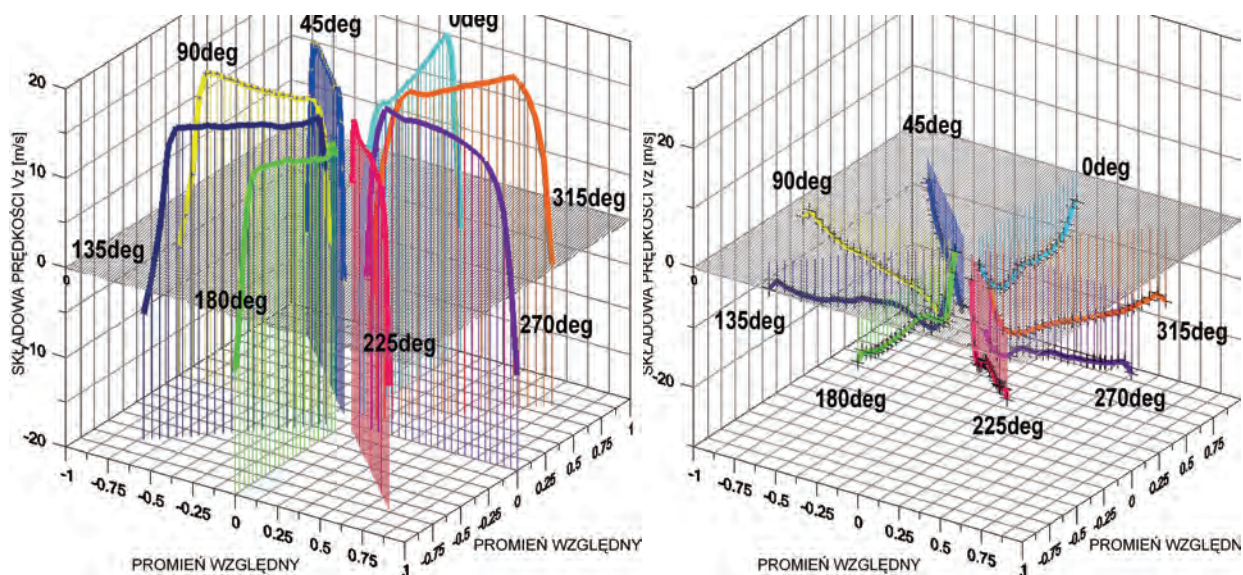 45deg
0deg
90deg
20
10
0
-10
-20
SKŁADOWA PRĘDKOŚCI Vz [m/s]
0
135deg
180deg
225deg
270deg
315deg
-1
-0.75
-0.5
-0.25
0
0.25
0.5
0.75
1
-0.75
-0.5
-0.25
0
0.25
0.5
0.75
1
PROMIEŃ WZGLĘDNY
PROMIEŃ WZGLĘDNY
45deg
0deg
90deg
20
0
-20
SKŁADOWA PRĘDKOŚCI Vz [m/s]
0
135deg
180deg
225deg
270deg
315deg
-1
-0.75
-0.5
-0.25
0
0.25
0.5
0.75
1
-0.75
-0.5
-0.25
0
0.25
0.5
0.75
PROMIEŃ WZGLĘDNY
PROMIEŃ WZGLĘDN